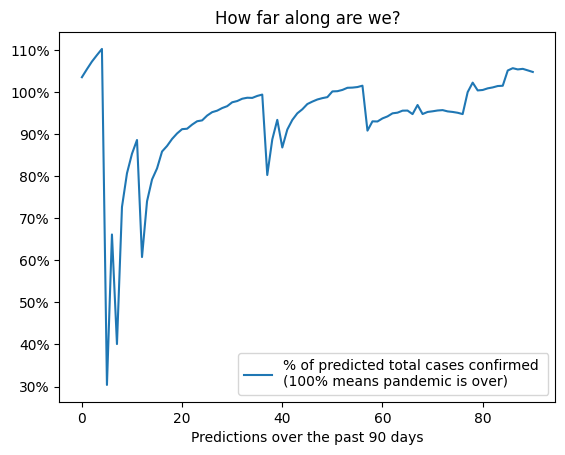 How far along are we?
110%
100%
90%
80%
70%
60%
50%
40%
30%
% of predicted total cases confirmed
(100% means pandemic is over)
0 20 40 60 80
Predictions over the past 90 days